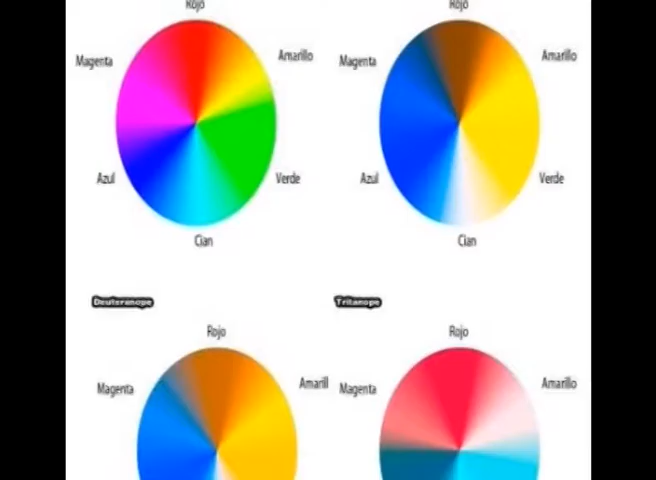 Rojo
Rojo
Magenta
Amarillo
Magenta
Amarillo
Azul
Verde
Azul
Verde
Cian
Cian
Deuteranope
Tritanope
Rojo
Rojo
Magenta
Amarill
Magenta
Amarillo